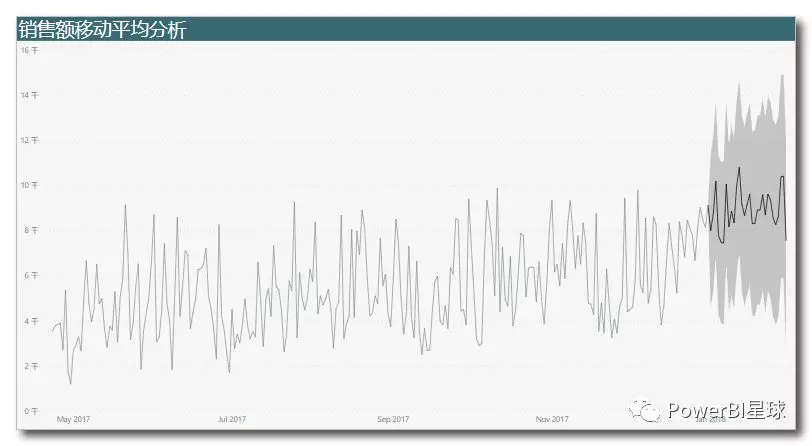 销售额移动平均分析
16 千
14 千
12 千
10 千
8 千
6 千
4 千
2 千
0 千
May 2017
Jul 2017
Sep 2017
Nov 2017
Jan 2018
PowerBI星球